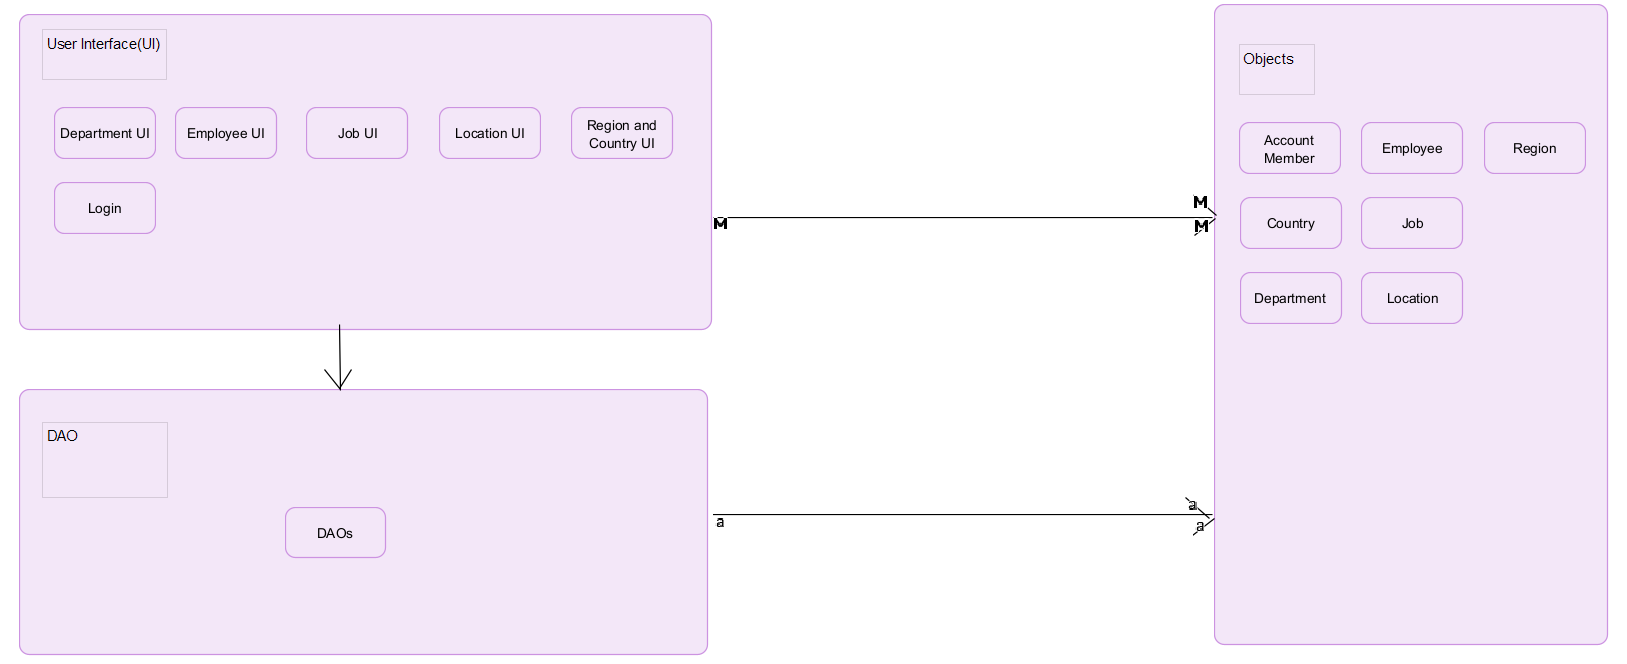 User Interface(UI)
Department UI
Employee UI
Job UI
Location UI
Region and
Country UI
Login
M
M
M
Objects
Account
Member
Employee
Region
Country
Job
Department
Location
DAO
DAOs
a
a
a